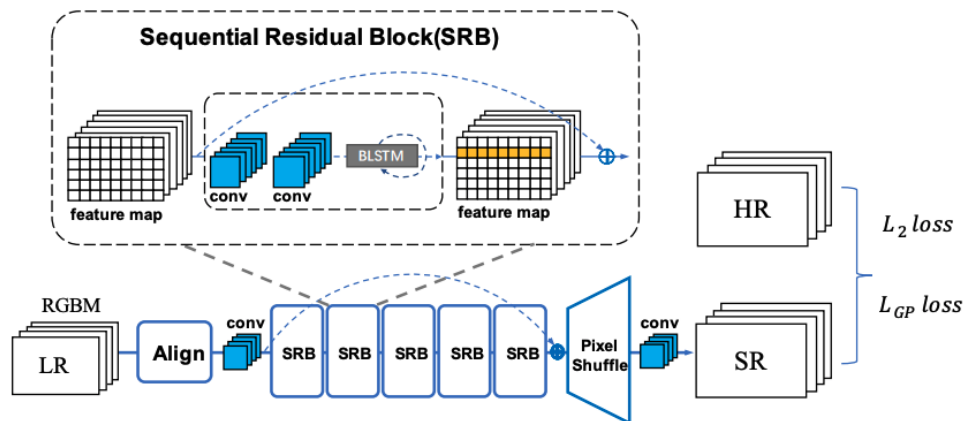 Sequential Residual Block(SRB)
BLSTM
conv
conv
feature map
feature map
HR
L2 loss
LGP loss
RGBM
LR
Align
conv
SRB
SRB
SRB
SRB
SRB
Pixel
Shuffle
conv
SR